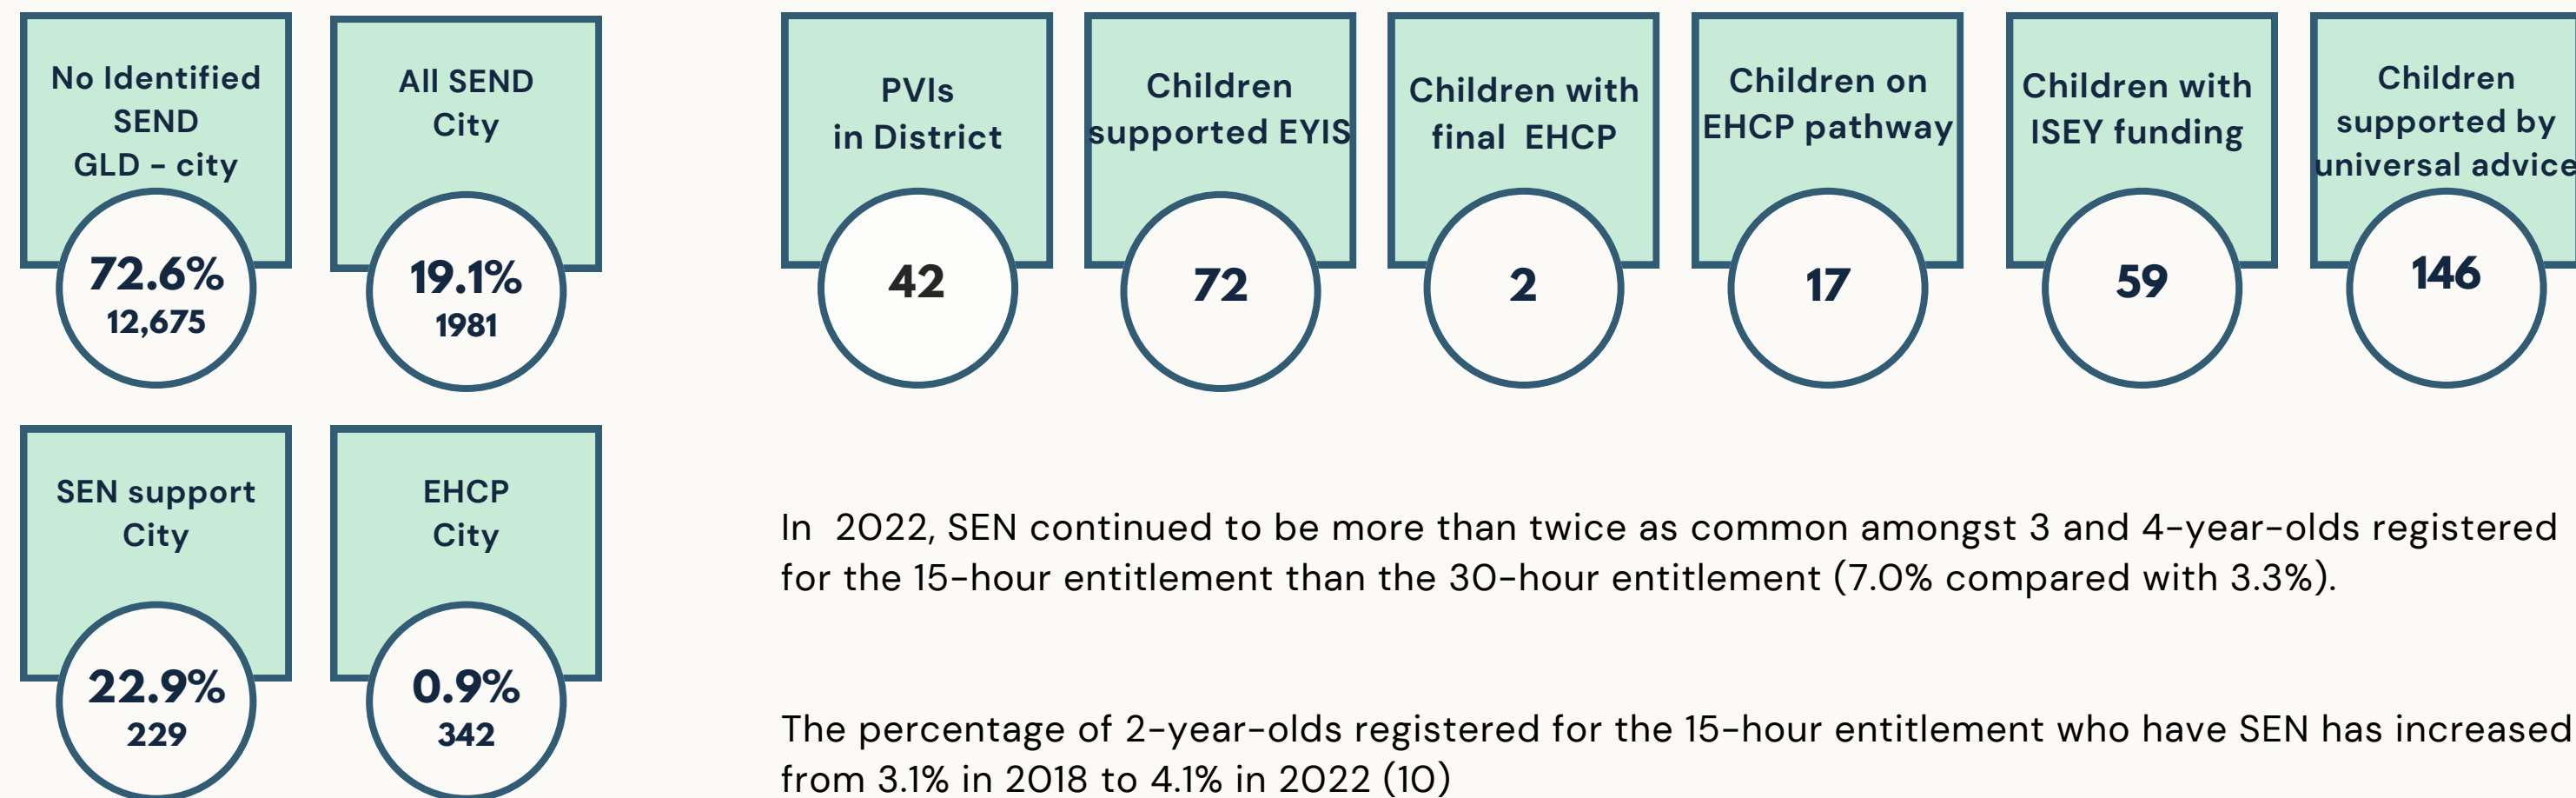 No Identified
SEND
GLD - city
72.6%
12,675
All SEND
City
19.1%
1981
PVIs
in District
42
Children
supported EYIS
72
Children with
final EHCP
2
Children on
EHCP pathway
17
Children with
ISEY funding
59
Children
supported by
universal advice
146
SEN support
City
22.9%
229
EHCP
City
0.9%
342
In 2022, SEN continued to be more than twice as common amongst 3 and 4-year-olds registered
for the 15-hour entitlement than the 30-hour entitlement (7.0% compared with 3.3%).
The percentage of 2-year-olds registered for the 15-hour entitlement who have SEN has increased
from 3.1% in 2018 to 4.1% in 2022 (10)